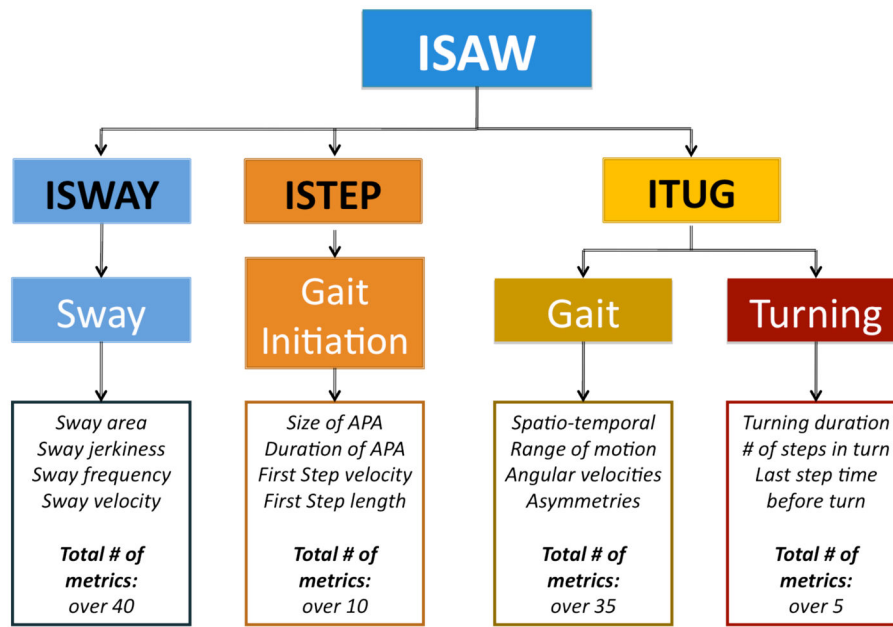 ISAW
ISWAY
ISTEP
ITUG
Sway
Gait
Initiation
Gait
Turning
Sway area
Sway jerkiness
Sway frequency
Sway velocity
Total # of
metrics:
over 40
Size of APA
Duration of APA
First Step velocity
First Step length
Total # of
metrics:
over 10
Spatio-temporal
Range of motion
Angular velocities
Asymmetries
Total # of
metrics:
over 35
Turning duration
# of steps in turn
Last step time
before turn
Total # of
metrics:
over 5